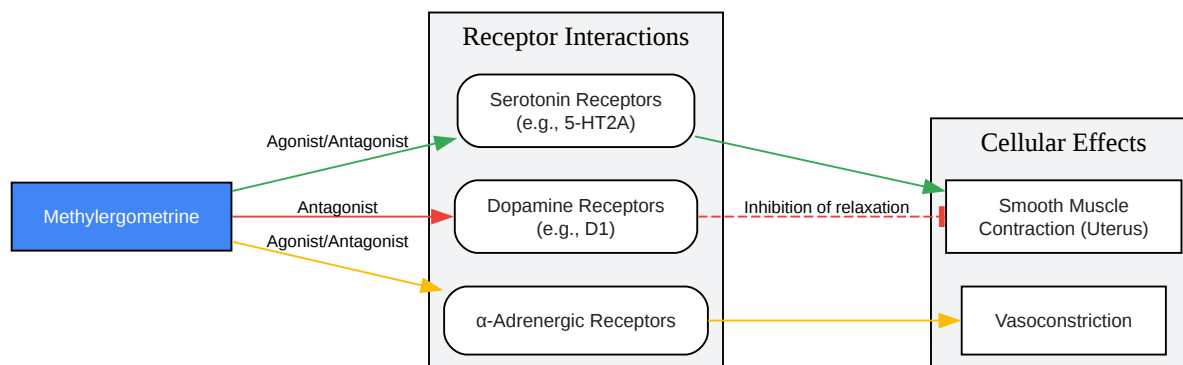 Receptor Interactions
Serotonin Receptors
(e.g., 5-HT2A)
Agonist/Antagonist
Cellular Effects
Methylergometrine
Antagonist
Dopamine Receptors
(e.g., D1)
Inhibition of relaxation
Smooth Muscle
Contraction (Uterus)
Agonist/Antagonist
α-Adrenergic Receptors
Vasoconstriction